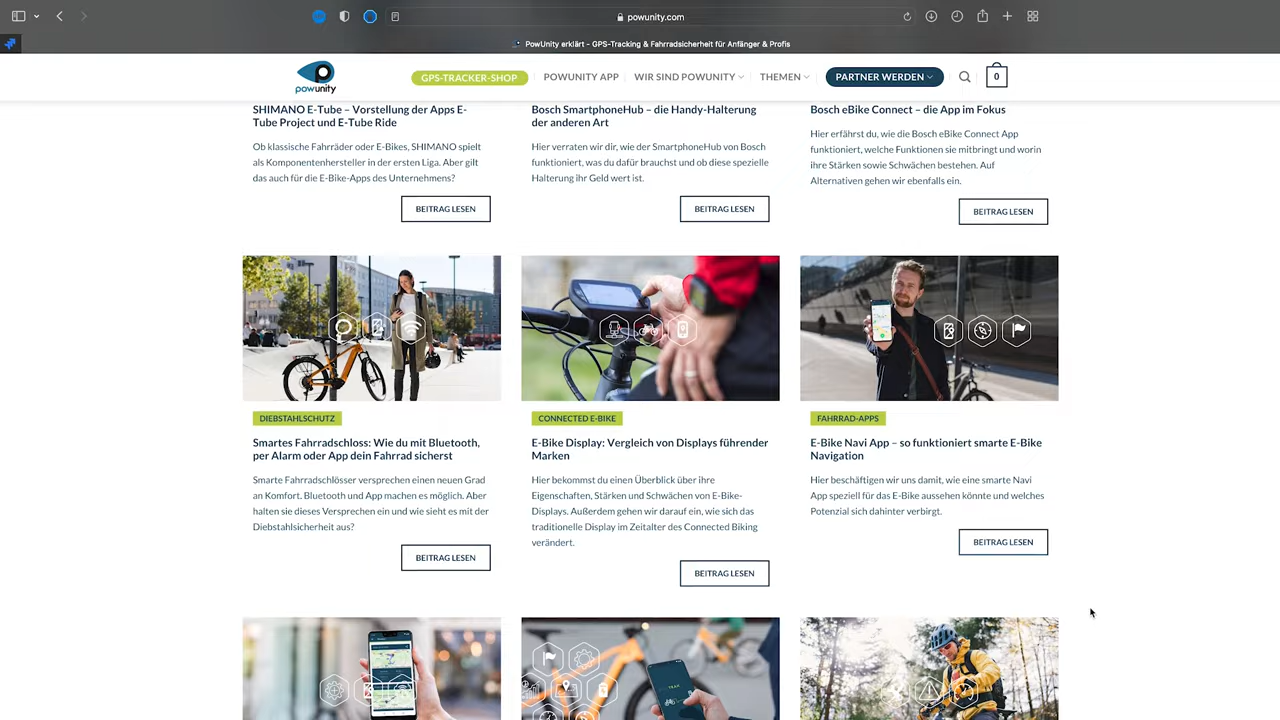 powunity.com
PowUnity erklärt - GPS-Tracking & Fahrradsicherheit für Anfänger & Profis
powunity
GPS-TRACKER-SHOP
POWUNITY APP
WIR SIND POWUNITY
THEMEN
PARTNER WERDEN
0
SHIMANO E-Tube – Vorstellung der Apps E-
Tube Project und E-Tube Ride
Ob klassische Fahrräder oder E-Bikes, SHIMANO spielt
als Komponentenhersteller in der ersten Liga. Aber gilt
das auch für die E-Bike-Apps des Unternehmens?
BEITRAG LESEN
Bosch SmartphoneHub – die Handy-Halterung
der anderen Art
Hier verraten wir dir, wie der SmartphoneHub von Bosch
funktioniert, was du dafür brauchst und ob diese spezielle
Halterung ihr Geld wert ist.
BEITRAG LESEN
Bosch eBike Connect – die App im Fokus
Hier erfährst du, wie die Bosch eBike Connect App
funktioniert, welche Funktionen sie mitbringt und worin
ihre Stärken sowie Schwächen bestehen. Auf
Alternativen gehen wir ebenfalls ein.
BEITRAG LESEN
DIEBSTAHLSCHUTZ
Smartes Fahrradschloss: Wie du mit Bluetooth,
per Alarm oder App dein Fahrrad sicherst
Smarte Fahrradschlösser versprechen einen neuen Grad
an Komfort. Bluetooth und App machen es möglich. Aber
halten sie dieses Versprechen ein und wie sieht es mit der
Diebstahlsicherheit aus?
BEITRAG LESEN
CONNECTED E-BIKE
E-Bike Display: Vergleich von Displays führender
Marken
Hier bekommst du einen Überblick über ihre
Eigenschaften, Stärken und Schwächen von E-Bike-
Displays. Außerdem gehen wir darauf ein, wie sich das
traditionelle Display im Zeitalter des Connected Biking
verändert.
BEITRAG LESEN
FAHRRAD-APPS
E-Bike Navi App – so funktioniert smarte E-Bike
Navigation
Hier beschäftigen wir uns damit, wie eine smarte Navi
App speziell für das E-Bike aussehen könnte und welches
Potenzial sich dahinter verbirgt.
BEITRAG LESEN